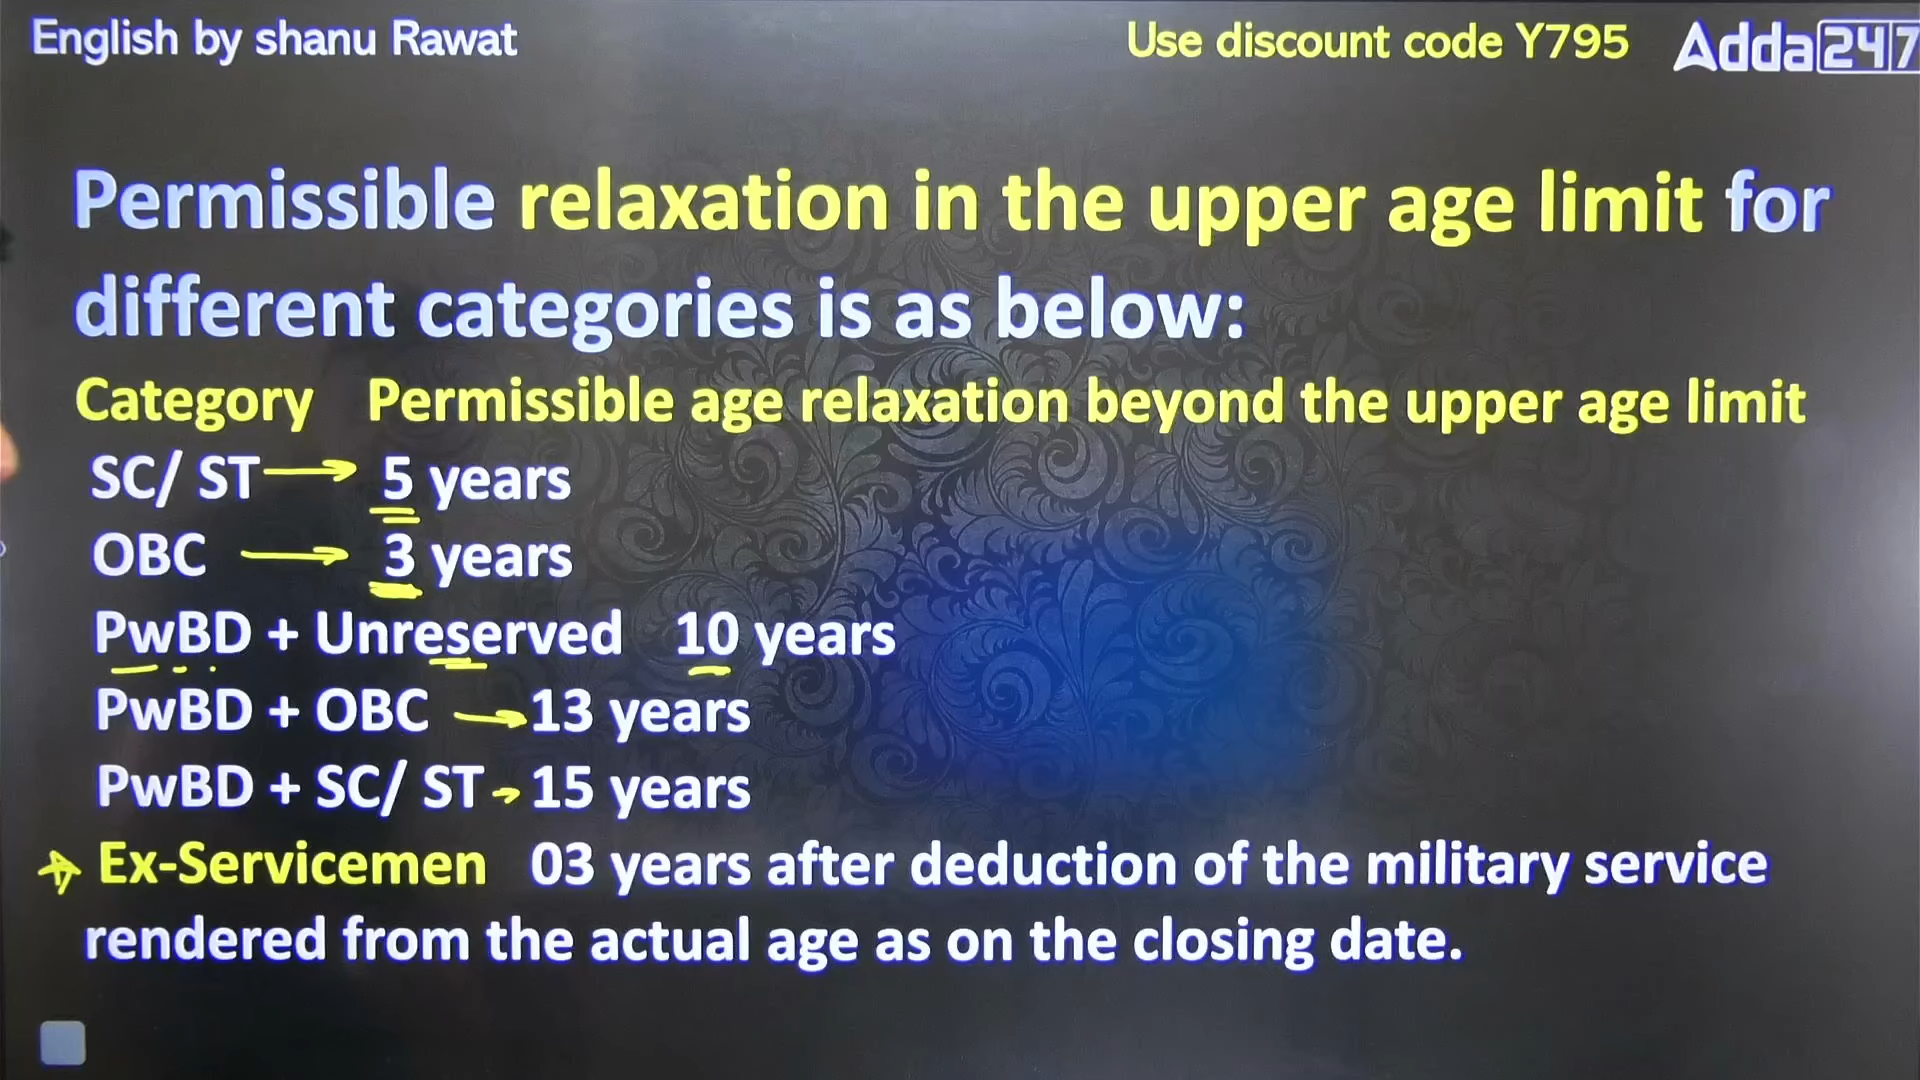 English by shanu Rawat
Use discount code Y795
Adda247
Permissible relaxation in the upper age limit for
different categories is as below:
Category Permissible age relaxation beyond the upper age limit
SC/ ST 5 years
OBC 3 years
PwBD + Unreserved 10 years
PwBD + OBC 13 years
PwBD + SC/ ST 15 years
Ex-Servicemen 03 years after deduction of the military service
rendered from the actual age as on the closing date.